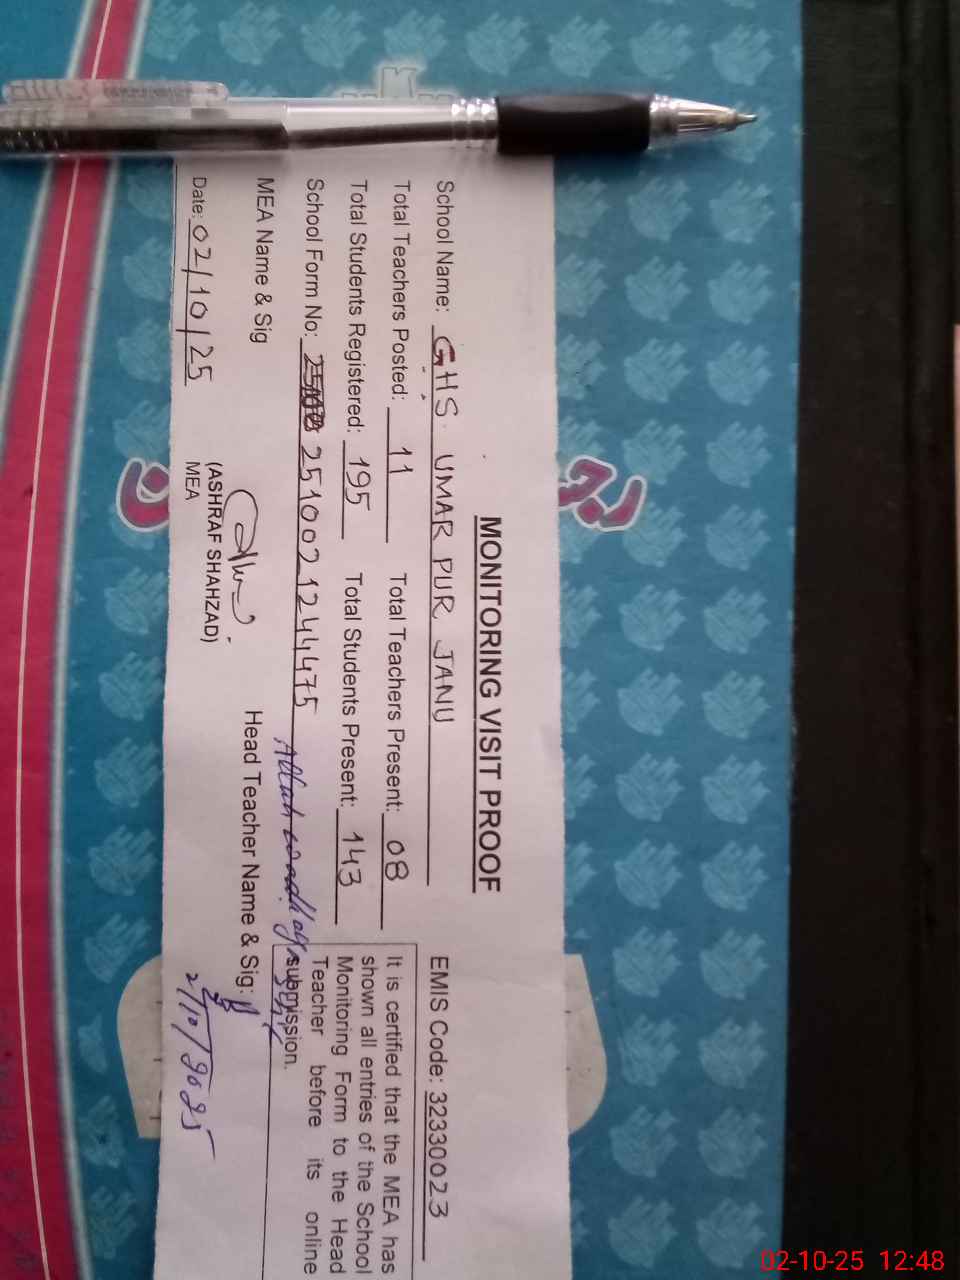 MONITORING VISIT PROOF
School Name: GHS UMAR PUR JANU EMIS Code: 32330023
Total Teachers Posted: 11 Total Teachers Present: 08
Total Students Registered: 195 Total Students Present: 143
School Form No: 251002124475
It is certified that the MEA has
shown all entries of the School
Monitoring Form to the Head
Teacher before its online
submission.
MEA Name & Sig
Head Teacher Name & Sig:
(ASHRAF SHAHZAD)
MEA
Date: 02/10/25
2/10/2025
02-10-25 12:48